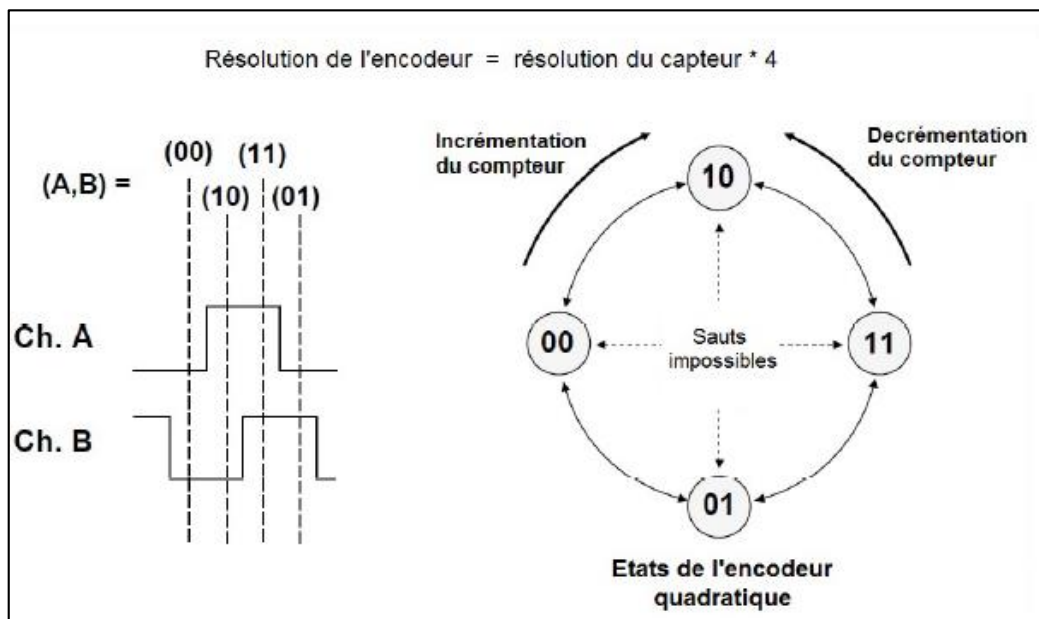 Résolution de l'encodeur = résolution du capteur * 4
(00) (11)
(A,B) =
(10) (01)
Ch. A
Ch. B
Incrémentation
du compteur
Decrémentation
du compteur
10
00
Sauts
impossibles
11
01
Etats de l'encodeur
quadratique